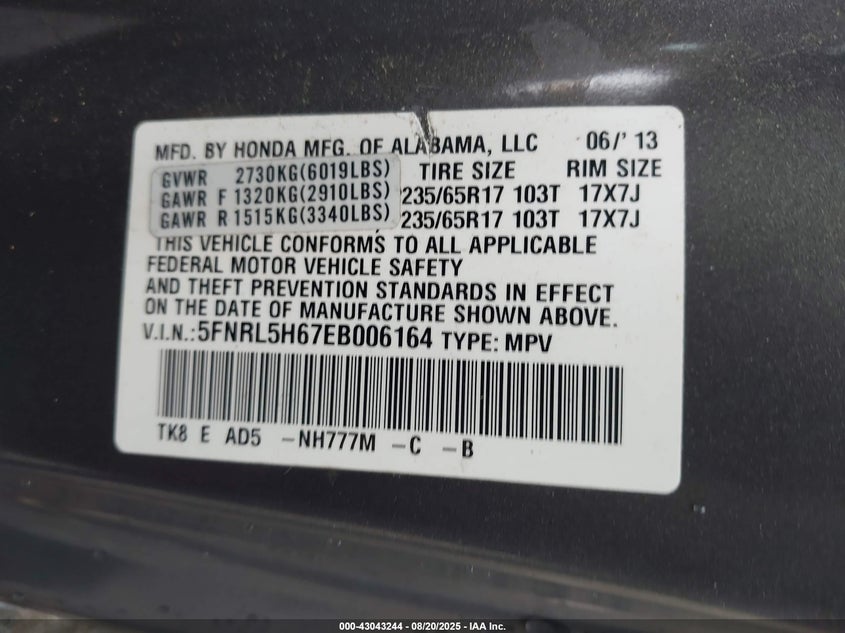 MFD. BY HONDA MFG. OF ALABAMA, LLC 06/' 13
GVWR 2730KG(6019LBS) TIRE SIZE RIM SIZE
GAWR F 1320KG(2910LBS) 235/65R17 103T 17X7J
GAWR R 1515KG(3340LBS) 235/65R17 103T 17X7J
THIS VEHICLE CONFORMS TO ALL APPLICABLE
FEDERAL MOTOR VEHICLE SAFETY
AND THEFT PREVENTION STANDARDS IN EFFECT
ON THE DATE OF MANUFACTURE SHOWN ABOVE.
V.I.N.:5FNRL5H67EB006164 TYPE: MPV
TK8 E AD5 -NH777M -C -B
000-43043244 - 08/20/2025 - IAA Inc.